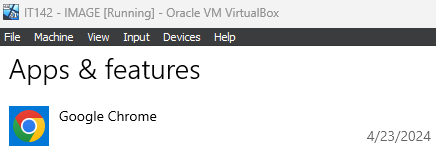 IT142 - IMAGE [Running] - Oracle VM VirtualBox
File Machine View Input Devices Help
Apps & features
Google Chrome
4/23/2024